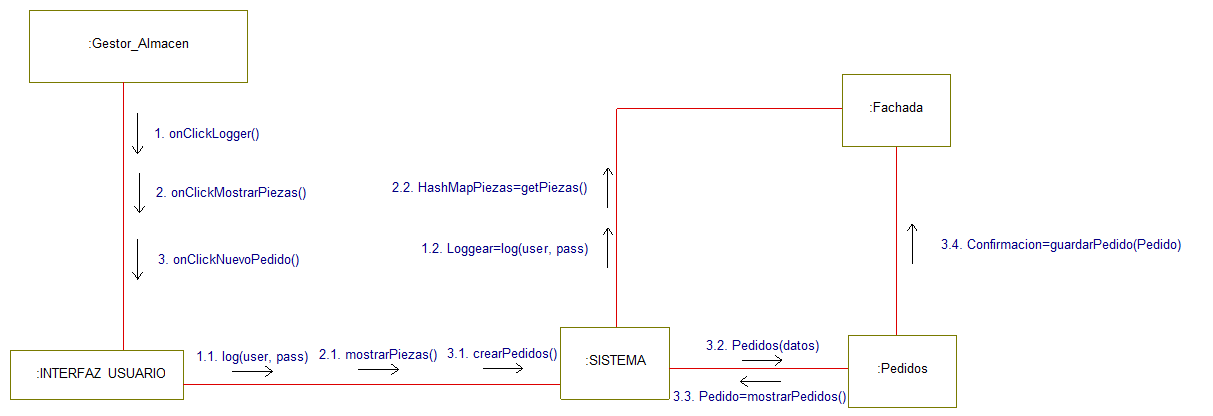 :Gestor_Almacen
:Fachada
1. onClickLogger()
2. onClickMostrarPiezas()
2.2. HashMapPiezas=getPiezas()
1.2. Loggear=log(user, pass)
3.4. Confirmacion=guardarPedido(Pedido)
3. onClickNuevoPedido()
:INTERFAZ USUARIO
1.1. log(user, pass)
2.1. mostrarPiezas()
3.1. crearPedidos()
:SISTEMA
3.2. Pedidos(datos)
3.3. Pedido=mostrarPedidos()
:Pedidos